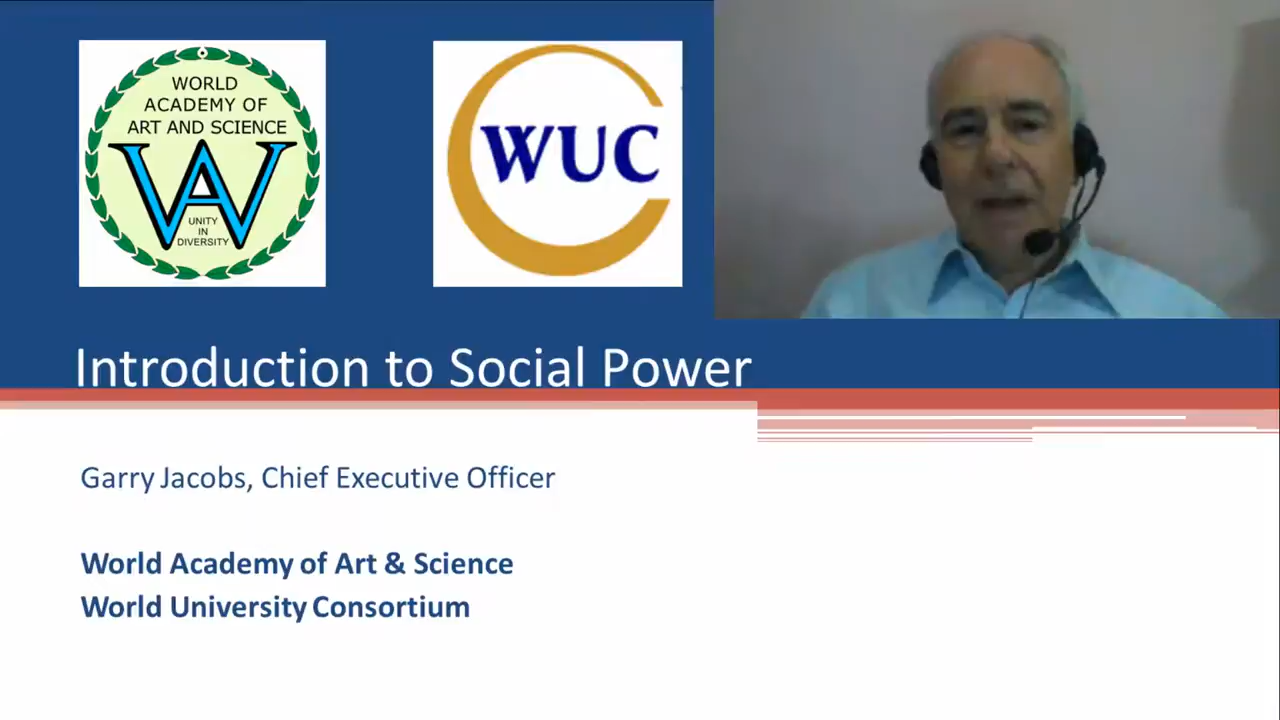 WORLD
ACADEMY OF
ART AND SCIENCE
WA
UNITY
IN
DIVERSITY
WUC
Introduction to Social Power
Garry Jacobs, Chief Executive Officer
World Academy of Art & Science
World University Consortium